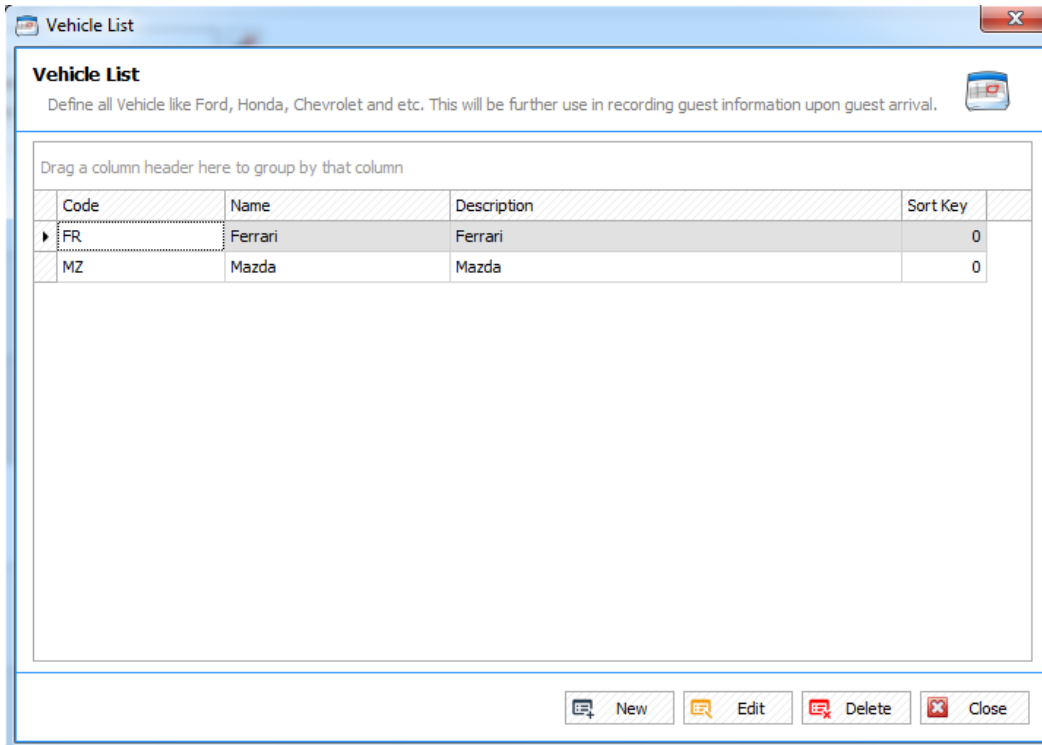 Vehicle List
Vehicle List
Define all Vehicle like Ford, Honda, Chevrolet and etc. This will be further use in recording guest information upon guest arrival.
Drag a column header here to group by that column
Code Name Description Sort Key
FR Ferrari Ferrari 0
MZ Mazda Mazda 0
New Edit Delete Close